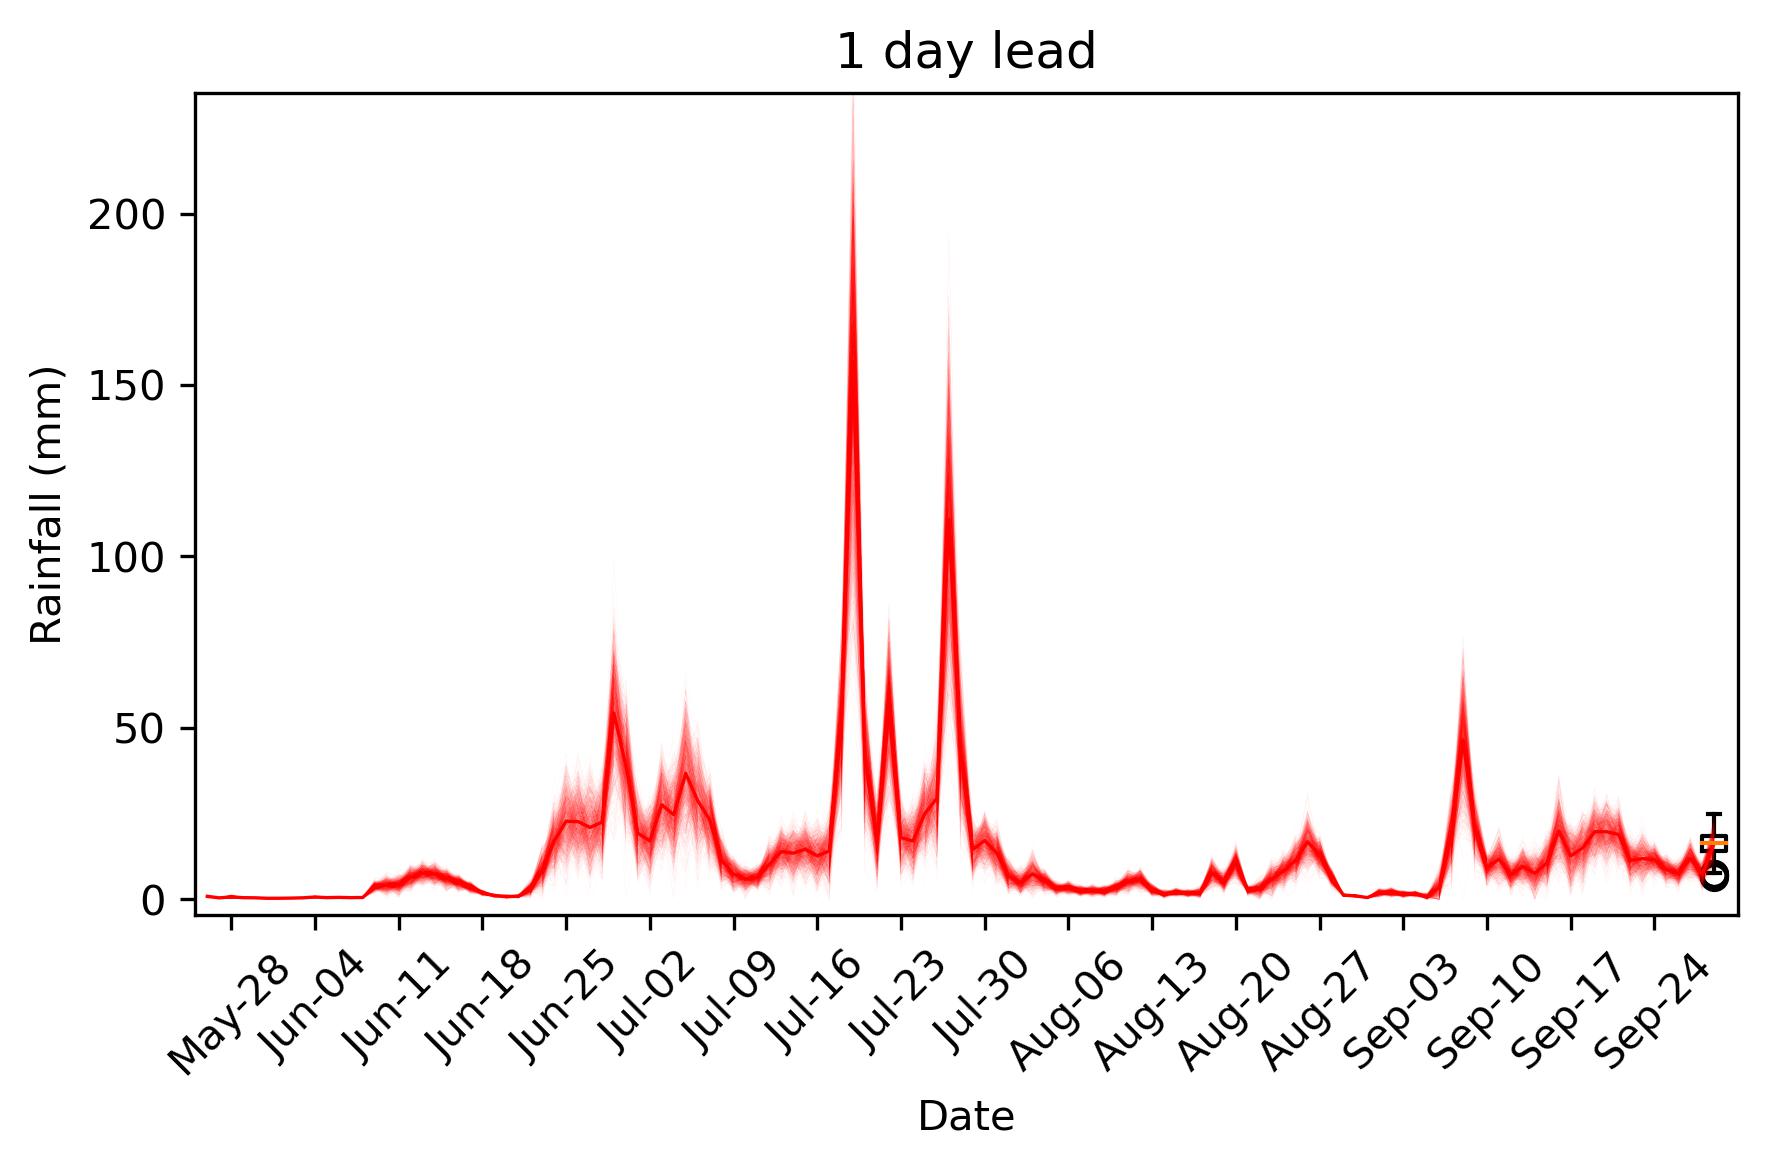 1 day lead
Rainfall (mm)
200
150
100
50
0
May-28
Jun-04
Jun-11
Jun-18
Jun-25
Jul-02
Jul-09
Jul-16
Jul-23
Jul-30
Aug-06
Aug-13
Aug-20
Aug-27
Sep-03
Sep-10
Sep-17
Sep-24
Date